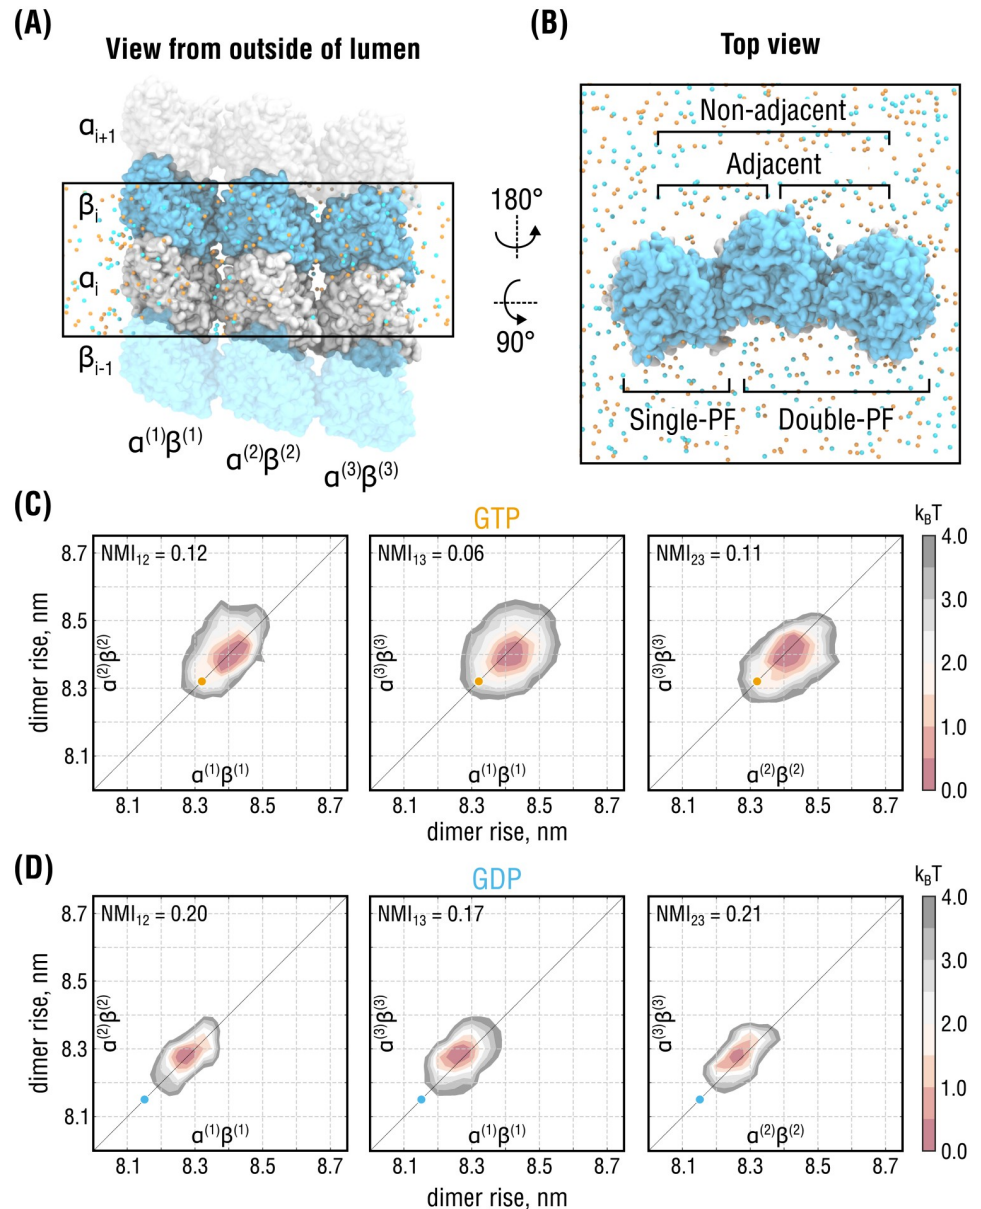 (A)
View from outside of lumen
αi+1
βi
αi
βi-1
α(1)β(1)
α(2)β(2)
α(3)β(3)
180°
90°
(B)
Top view
Non-adjacent
Adjacent
Single-PF
Double-PF
(C)
GTP
kBT
NMI12 = 0.12
NMI13 = 0.06
NMI23 = 0.11
dimer rise, nm
8.7
8.5
8.3
8.1
α(2)β(2)
α(3)β(3)
α(3)β(3)
α(1)β(1)
α(1)β(1)
α(2)β(2)
8.1 8.3 8.5 8.7
8.1 8.3 8.5 8.7
8.1 8.3 8.5 8.7
dimer rise, nm
4.0
3.0
2.0
1.0
0.0
(D)
GDP
kBT
NMI12 = 0.20
NMI13 = 0.17
NMI23 = 0.21
dimer rise, nm
8.7
8.5
8.3
8.1
α(2)β(2)
α(3)β(3)
α(3)β(3)
α(1)β(1)
α(1)β(1)
α(2)β(2)
8.1 8.3 8.5 8.7
8.1 8.3 8.5 8.7
8.1 8.3 8.5 8.7
dimer rise, nm
4.0
3.0
2.0
1.0
0.0